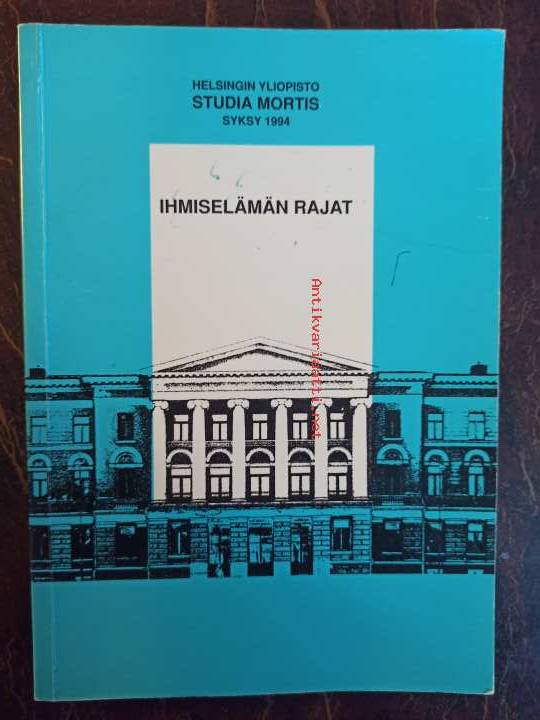 HELSINGIN YLIOPISTO
STUDIA MORTIS
SYKSY 1994
IHMISELÄMÄN RAJAT
Antikvariaatti.net